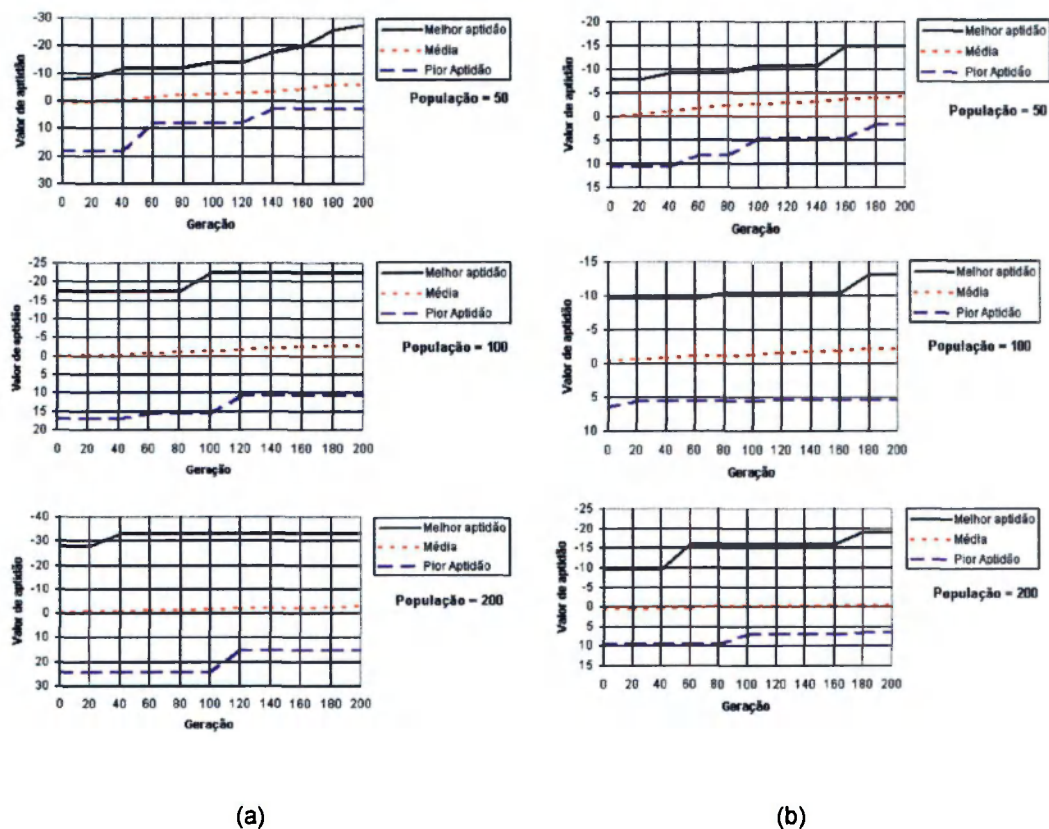 -30
-20
-10
0
10
20
30
Valor de aptidão
0 20 40 60 80 100 120 140 160 180 200
Geração
Melhor aptidão
Média
Pior Aptidão
População = 50
-20
-15
-10
-5
0
5
10
15
Valor de aptidão
0 20 40 60 80 100 120 140 160 180 200
Geração
Melhor aptidão
Média
Pior Aptidão
População = 50
-25
-20
-15
-10
-5
0
5
10
15
20
Valor de aptidão
0 20 40 60 80 100 120 140 160 180 200
Geração
Melhor aptidão
Média
Pior Aptidão
População = 100
-15
-10
-5
0
5
10
Valor de aptidão
0 20 40 60 80 100 120 140 160 180 200
Geração
Melhor aptidão
Média
Pior Aptidão
População = 100
-40
-30
-20
-10
0
10
20
30
Valor de aptidão
0 20 40 60 80 100 120 140 160 180 200
Geração
Melhor aptidão
Média
Pior Aptidão
População = 200
-25
-20
-15
-10
-5
0
5
10
15
Valor de aptidão
0 20 40 60 80 100 120 140 160 180 200
Geração
Melhor aptidão
Média
Pior Aptidão
População = 200
(a)
(b)